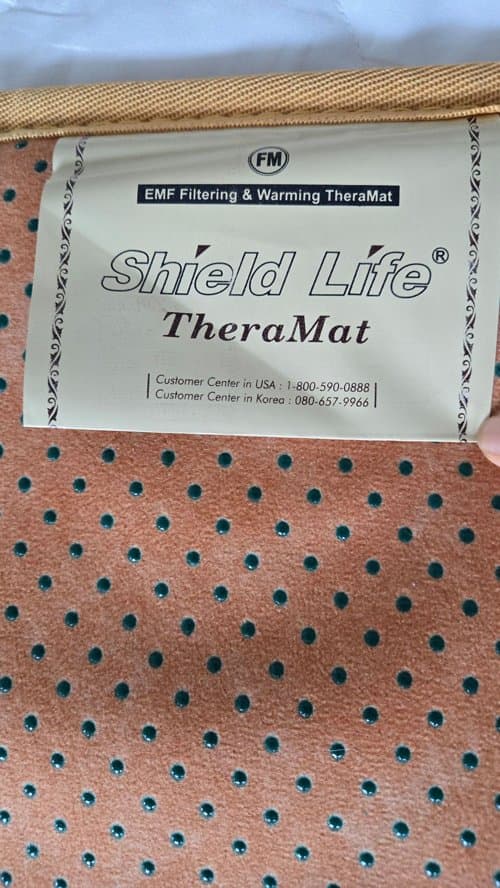 FM
EMF Filtering & Warming TheraMat
Shield Life®
TheraMat
Customer Center in USA : 1-800-590-0888
Customer Center in Korea : 080-657-9966